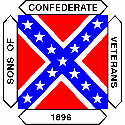 CONFEDERATE
SONS OF
VETERANS
1896